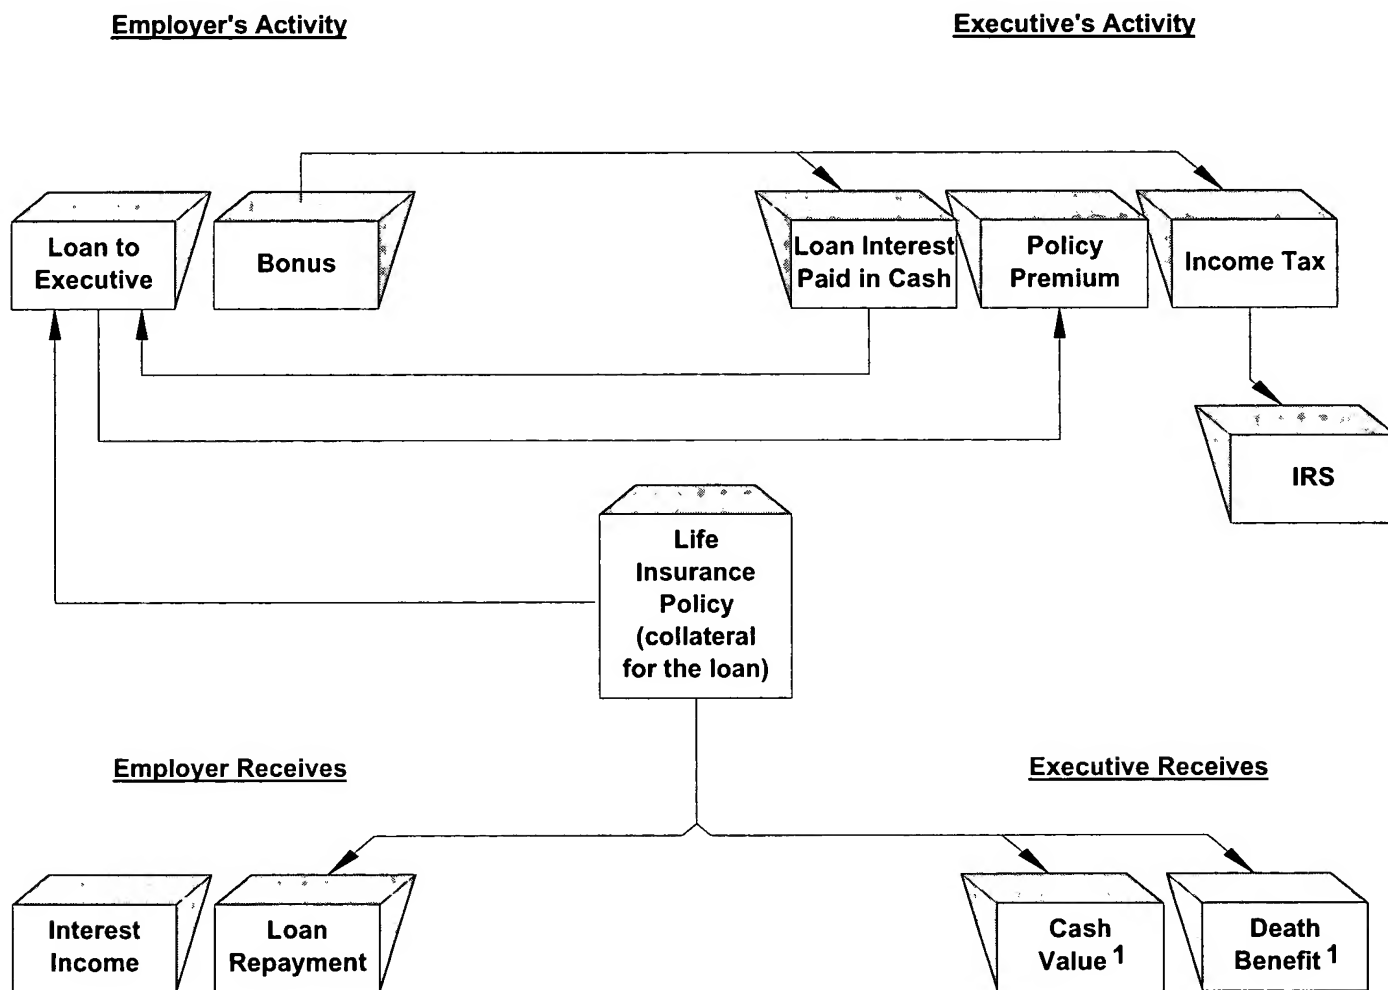 Employer's Activity
Executive's Activity
Loan to
Executive
Bonus
Loan Interest
Paid in Cash
Policy
Premium
Income Tax
IRS
Life
Insurance
Policy
(collateral
for the loan)
Employer Receives
Executive Receives
Interest
Income
Loan
Repayment
Cash
Value 1
Death
Benefit 1